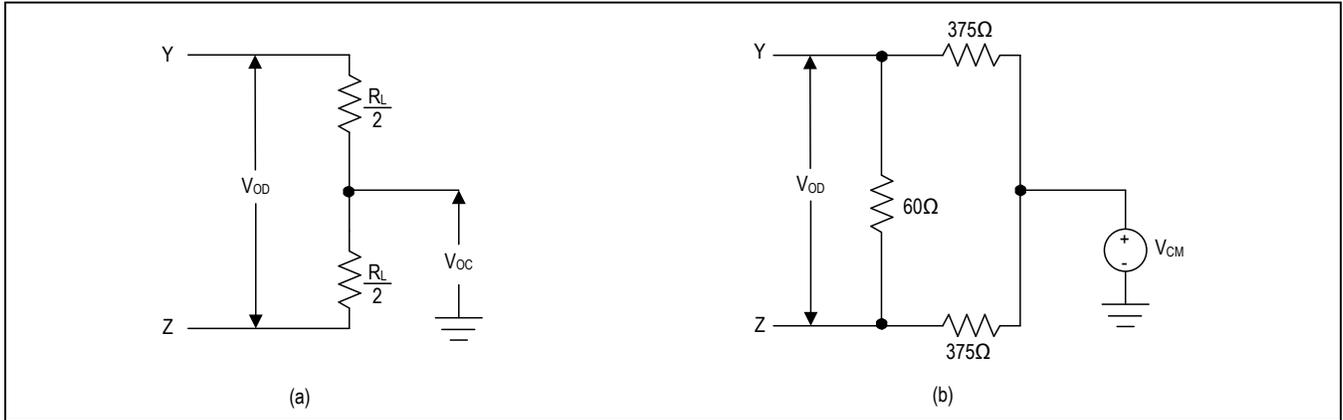 Y
R_L
2
V_OD
V_OC
R_L
2
Z
(a)
375Ω
Y
V_OD
60Ω
+
-
V_CM
Z
375Ω
(b)